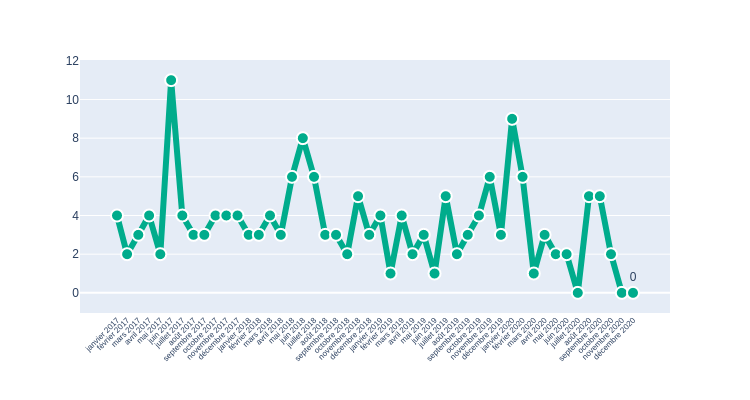 12
10
8
6
4
2
0
0
janvier 2017
février 2017
mars 2017
avril 2017
mai 2017
juin 2017
juillet 2017
août 2017
septembre 2017
octobre 2017
novembre 2017
décembre 2017
janvier 2018
février 2018
mars 2018
avril 2018
mai 2018
juin 2018
juillet 2018
août 2018
septembre 2018
octobre 2018
novembre 2018
décembre 2018
janvier 2019
février 2019
mars 2019
avril 2019
mai 2019
juin 2019
juillet 2019
août 2019
septembre 2019
octobre 2019
novembre 2019
décembre 2019
janvier 2020
février 2020
mars 2020
avril 2020
mai 2020
juin 2020
juillet 2020
août 2020
septembre 2020
octobre 2020
novembre 2020
décembre 2020